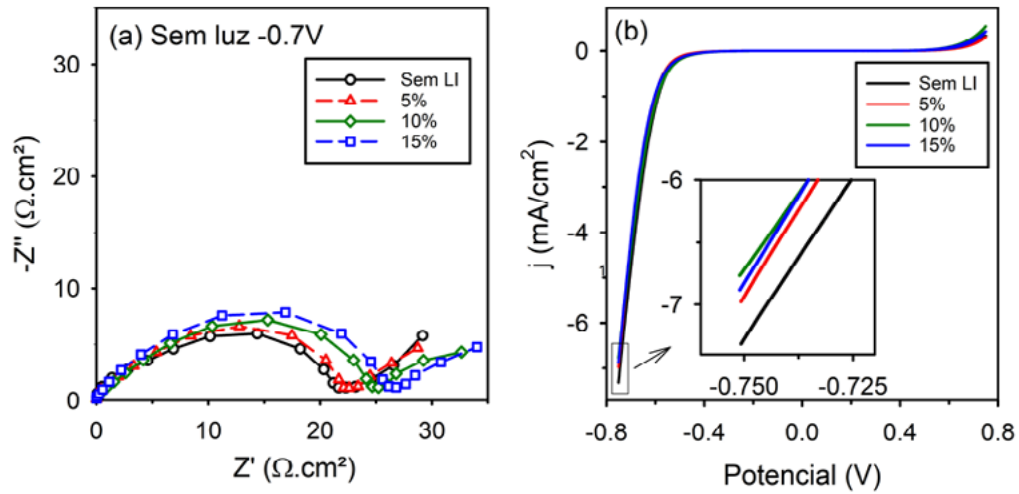 (a) Sem luz -0.7V
Sem LI
5%
10%
15%
-Z'' (Ω.cm²)
30
20
10
0
0 10 20 30
Z' (Ω.cm²)
(b)
Sem LI
5%
10%
15%
j (mA/cm²)
0
-2
-4
-6
-6
-7
-0.750 -0.725
-0.8 -0.4 0.0 0.4 0.8
Potencial (V)